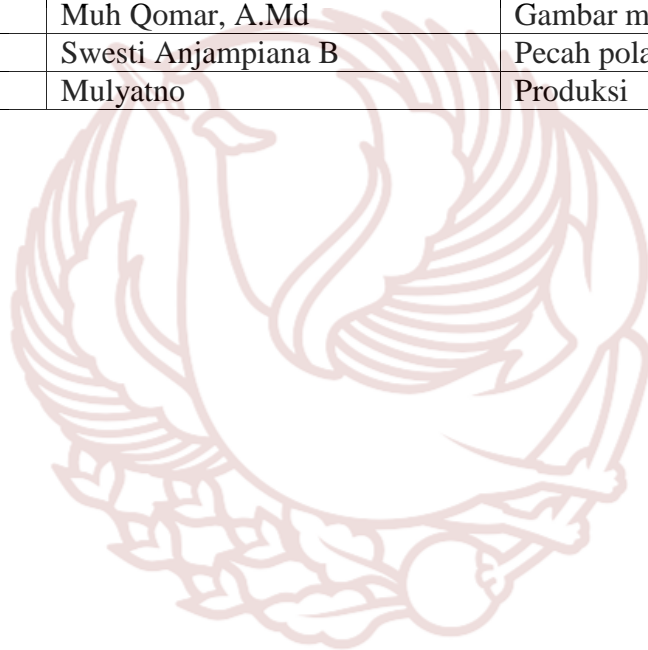 Muh Qomar, A.Md Gambar m
Swesti Anjampiana B Pecah pola
Mulyatno Produksi